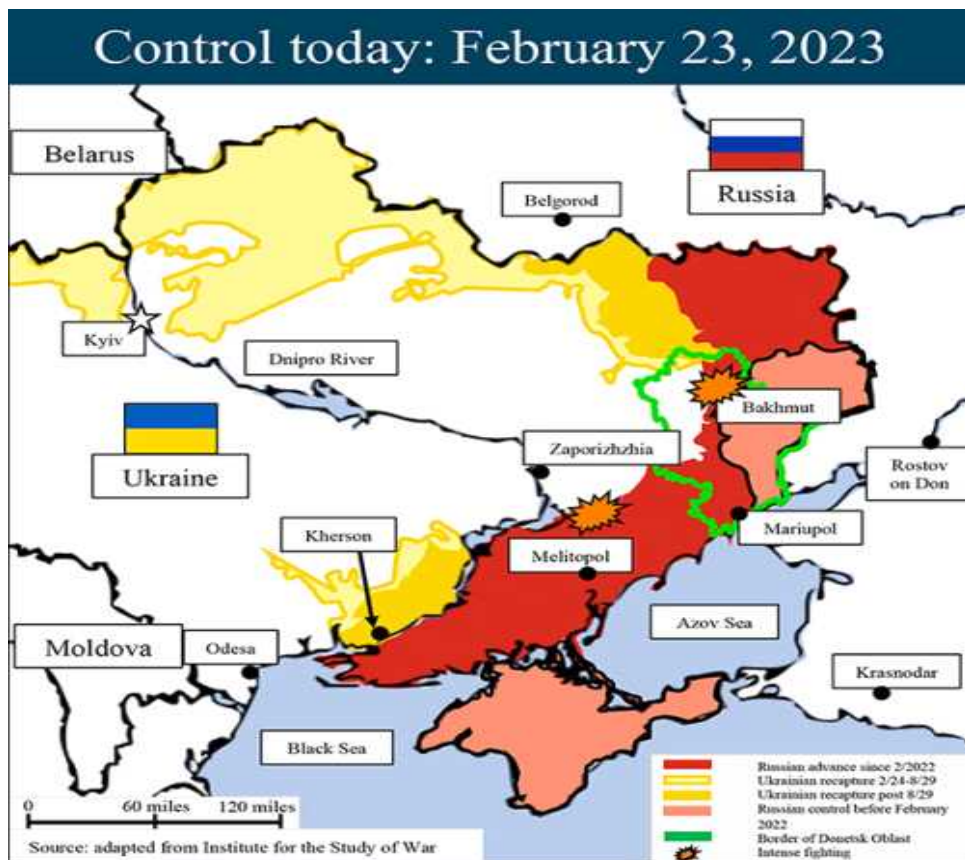 Control today: February 23, 2023
Belarus
Russia
Belgorod
Kyiv
Dnipro River
Bakhmut
Ukraine
Zaporizhzhia
Rostov
on Don
Kherson
Mariupol
Melitopol
Moldova
Odesa
Azov Sea
Krasnodar
Black Sea
Russian advance since 2/2022
Ukrainian recapture 2/24-8/29
Ukrainian recapture post 8/29
Russian control before February
2022
Border of Donetsk Oblast
Intense fighting
0 60 miles 120 miles
Source: adapted from Institute for the Study of War